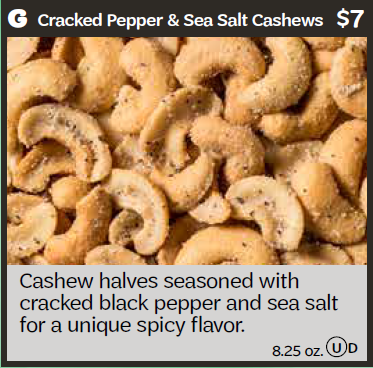 G Cracked Pepper & Sea Salt Cashews $7
Cashew halves seasoned with
cracked black pepper and sea salt
for a unique spicy flavor.
8.25 oz. ⓊD